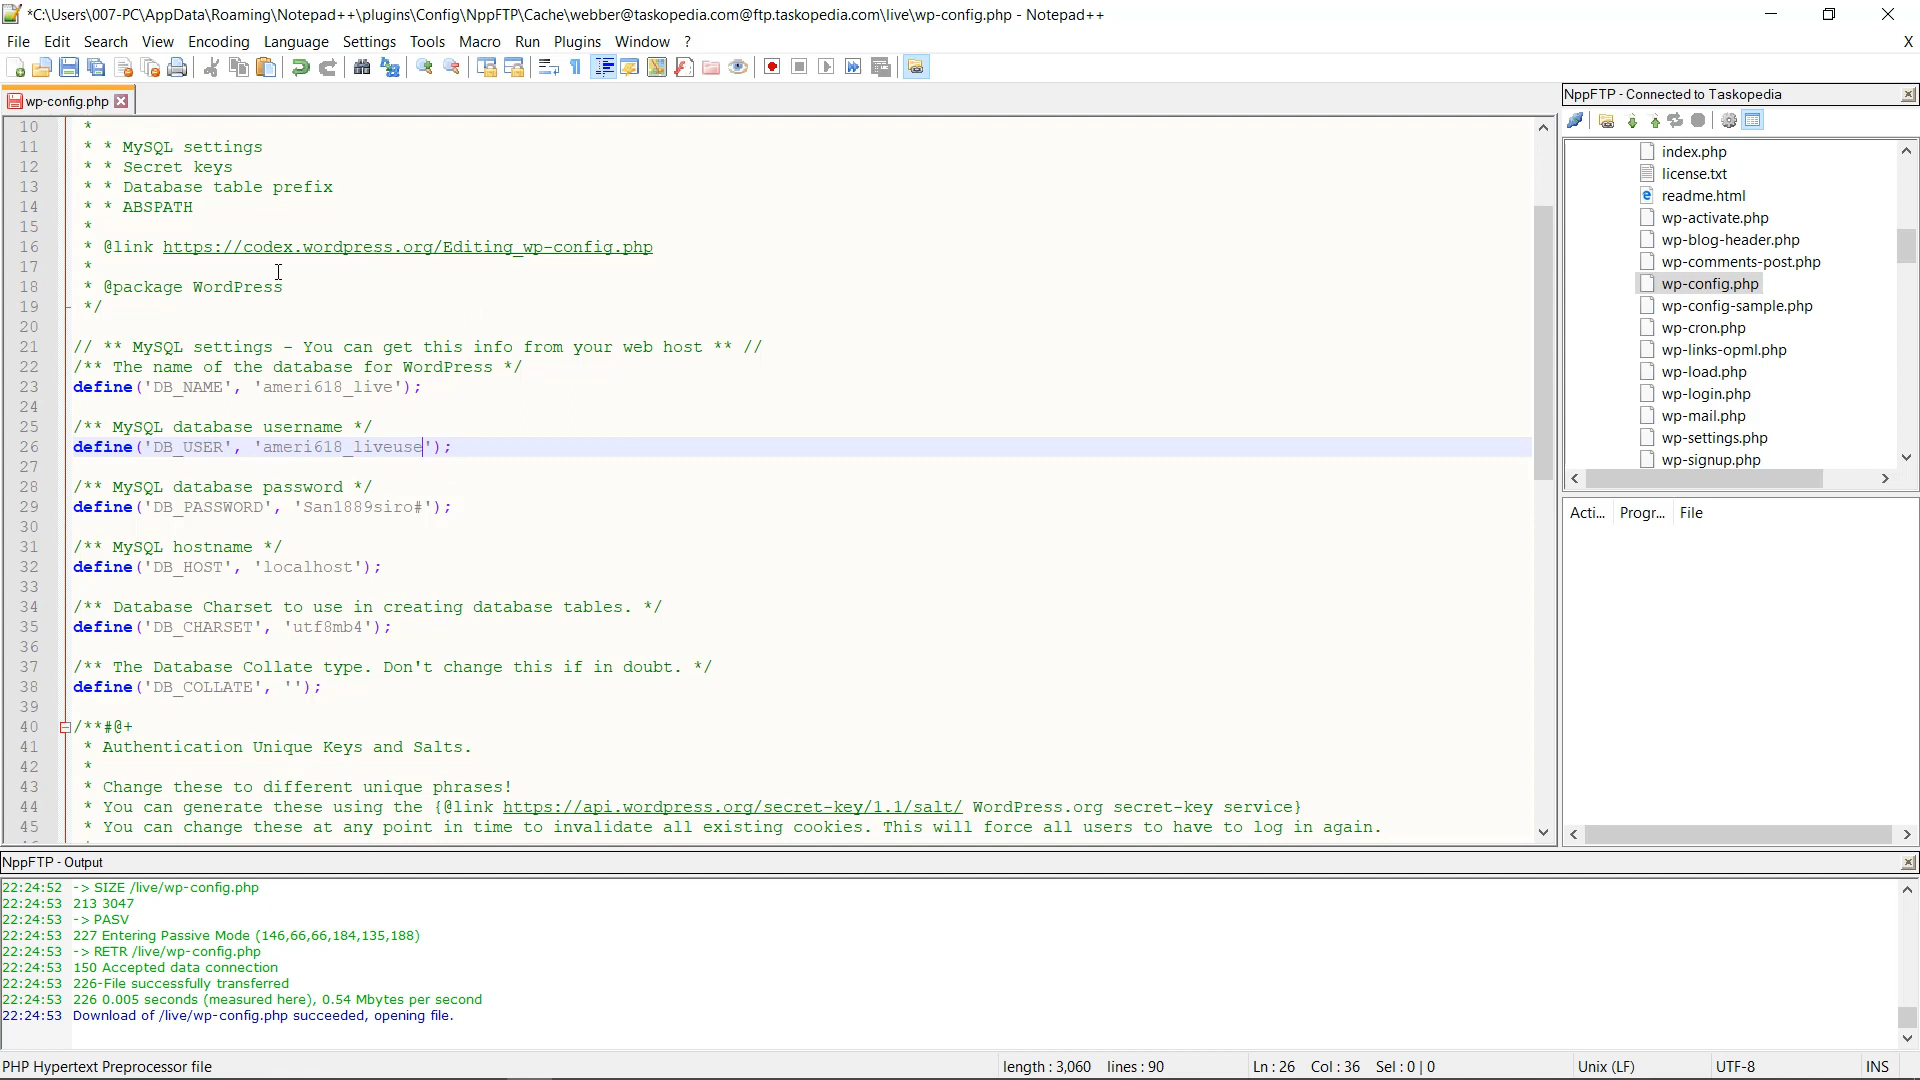 *C:\Users\007-PC\AppData\Roaming\Notepad++\plugins\Config\NppFTP\Cache\webber@taskopedia.com@ftp.taskopedia.com\live\wp-config.php - Notepad++
File Edit Search View Encoding Language Settings Tools Macro Run Plugins Window ? X
wp-config.php
10 *
11 * * MySQL settings
12 * * Secret keys
13 * * Database table prefix
14 * * ABSPATH
15 *
16 * @link https://codex.wordpress.org/Editing_wp-config.php
17 *
18 * @package WordPress
19 */
20
21 // ** MySQL settings - You can get this info from your web host ** //
22 /** The name of the database for WordPress */
23 define('DB_NAME', 'ameri618_live');
24
25 /** MySQL database username */
26 define('DB_USER', 'ameri618_liveuse');
27
28 /** MySQL database password */
29 define('DB_PASSWORD', 'San1889siro#');
30
31 /** MySQL hostname */
32 define('DB_HOST', 'localhost');
33
34 /** Database Charset to use in creating database tables. */
35 define('DB_CHARSET', 'utf8mb4');
36
37 /** The Database Collate type. Don't change this if in doubt. */
38 define('DB_COLLATE', '');
39
40 /**#@+
41 * Authentication Unique Keys and Salts.
42 *
43 * Change these to different unique phrases!
44 * You can generate these using the {@link https://api.wordpress.org/secret-key/1.1/salt/ WordPress.org secret-key service}
45 * You can change these at any point in time to invalidate all existing cookies. This will force all users to have to log in again.
NppFTP - Connected to Taskopedia
index.php
license.txt
readme.html
wp-activate.php
wp-blog-header.php
wp-comments-post.php
wp-config.php
wp-config-sample.php
wp-cron.php
wp-links-opml.php
wp-load.php
wp-login.php
wp-mail.php
wp-settings.php
wp-signup.php
Acti... Progr... File
NppFTP - Output
22:24:52 -> SIZE /live/wp-config.php
22:24:53 213 3047
22:24:53 -> PASV
22:24:53 227 Entering Passive Mode (146,66,66,184,135,188)
22:24:53 -> RETR /live/wp-config.php
22:24:53 150 Accepted data connection
22:24:53 226-File successfully transferred
22:24:53 226 0.005 seconds (measured here), 0.54 Mbytes per second
22:24:53 Download of /live/wp-config.php succeeded, opening file.
PHP Hypertext Preprocessor file length : 3,060 lines : 90 Ln : 26 Col : 36 Sel : 0 | 0 Unix (LF) UTF-8 INS